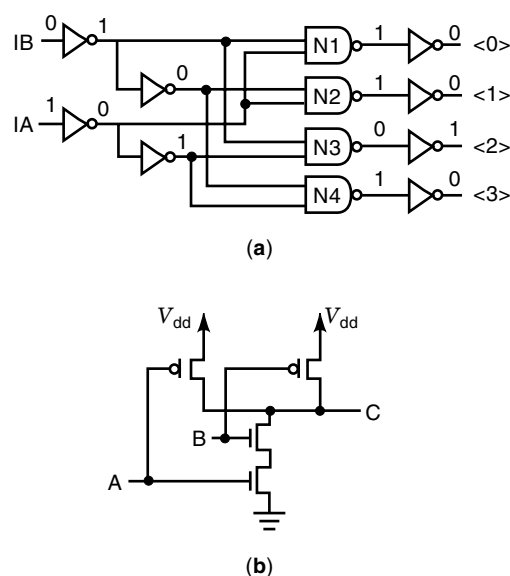 0 1 N1 1 0 <0>
IB
0 N2 1 0 <1>
1 0
IA
N3 0 1 <2>
1
N4 1 0 <3>
(a)
Vdd Vdd
C
B
A
(b)